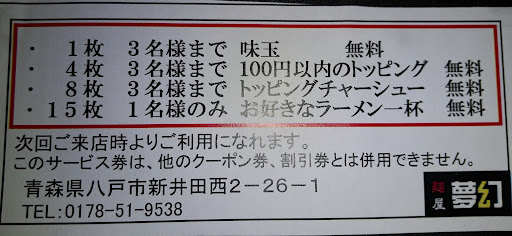 ・ 1枚 3名様まで 味玉 無料
・ 4枚 3名様まで 100円以内のトッピング 無料
・ 8枚 3名様まで トッピングチャーシュー 無料
・15枚 1名様のみ お好きなラーメン一杯 無料
次回ご来店時よりご利用になれます。
このサービス券は、他のクーポン券、割引券とは併用できません。
青森県八戸市新井田西2－26－1
TEL:0178-51-9538
麺屋 夢幻